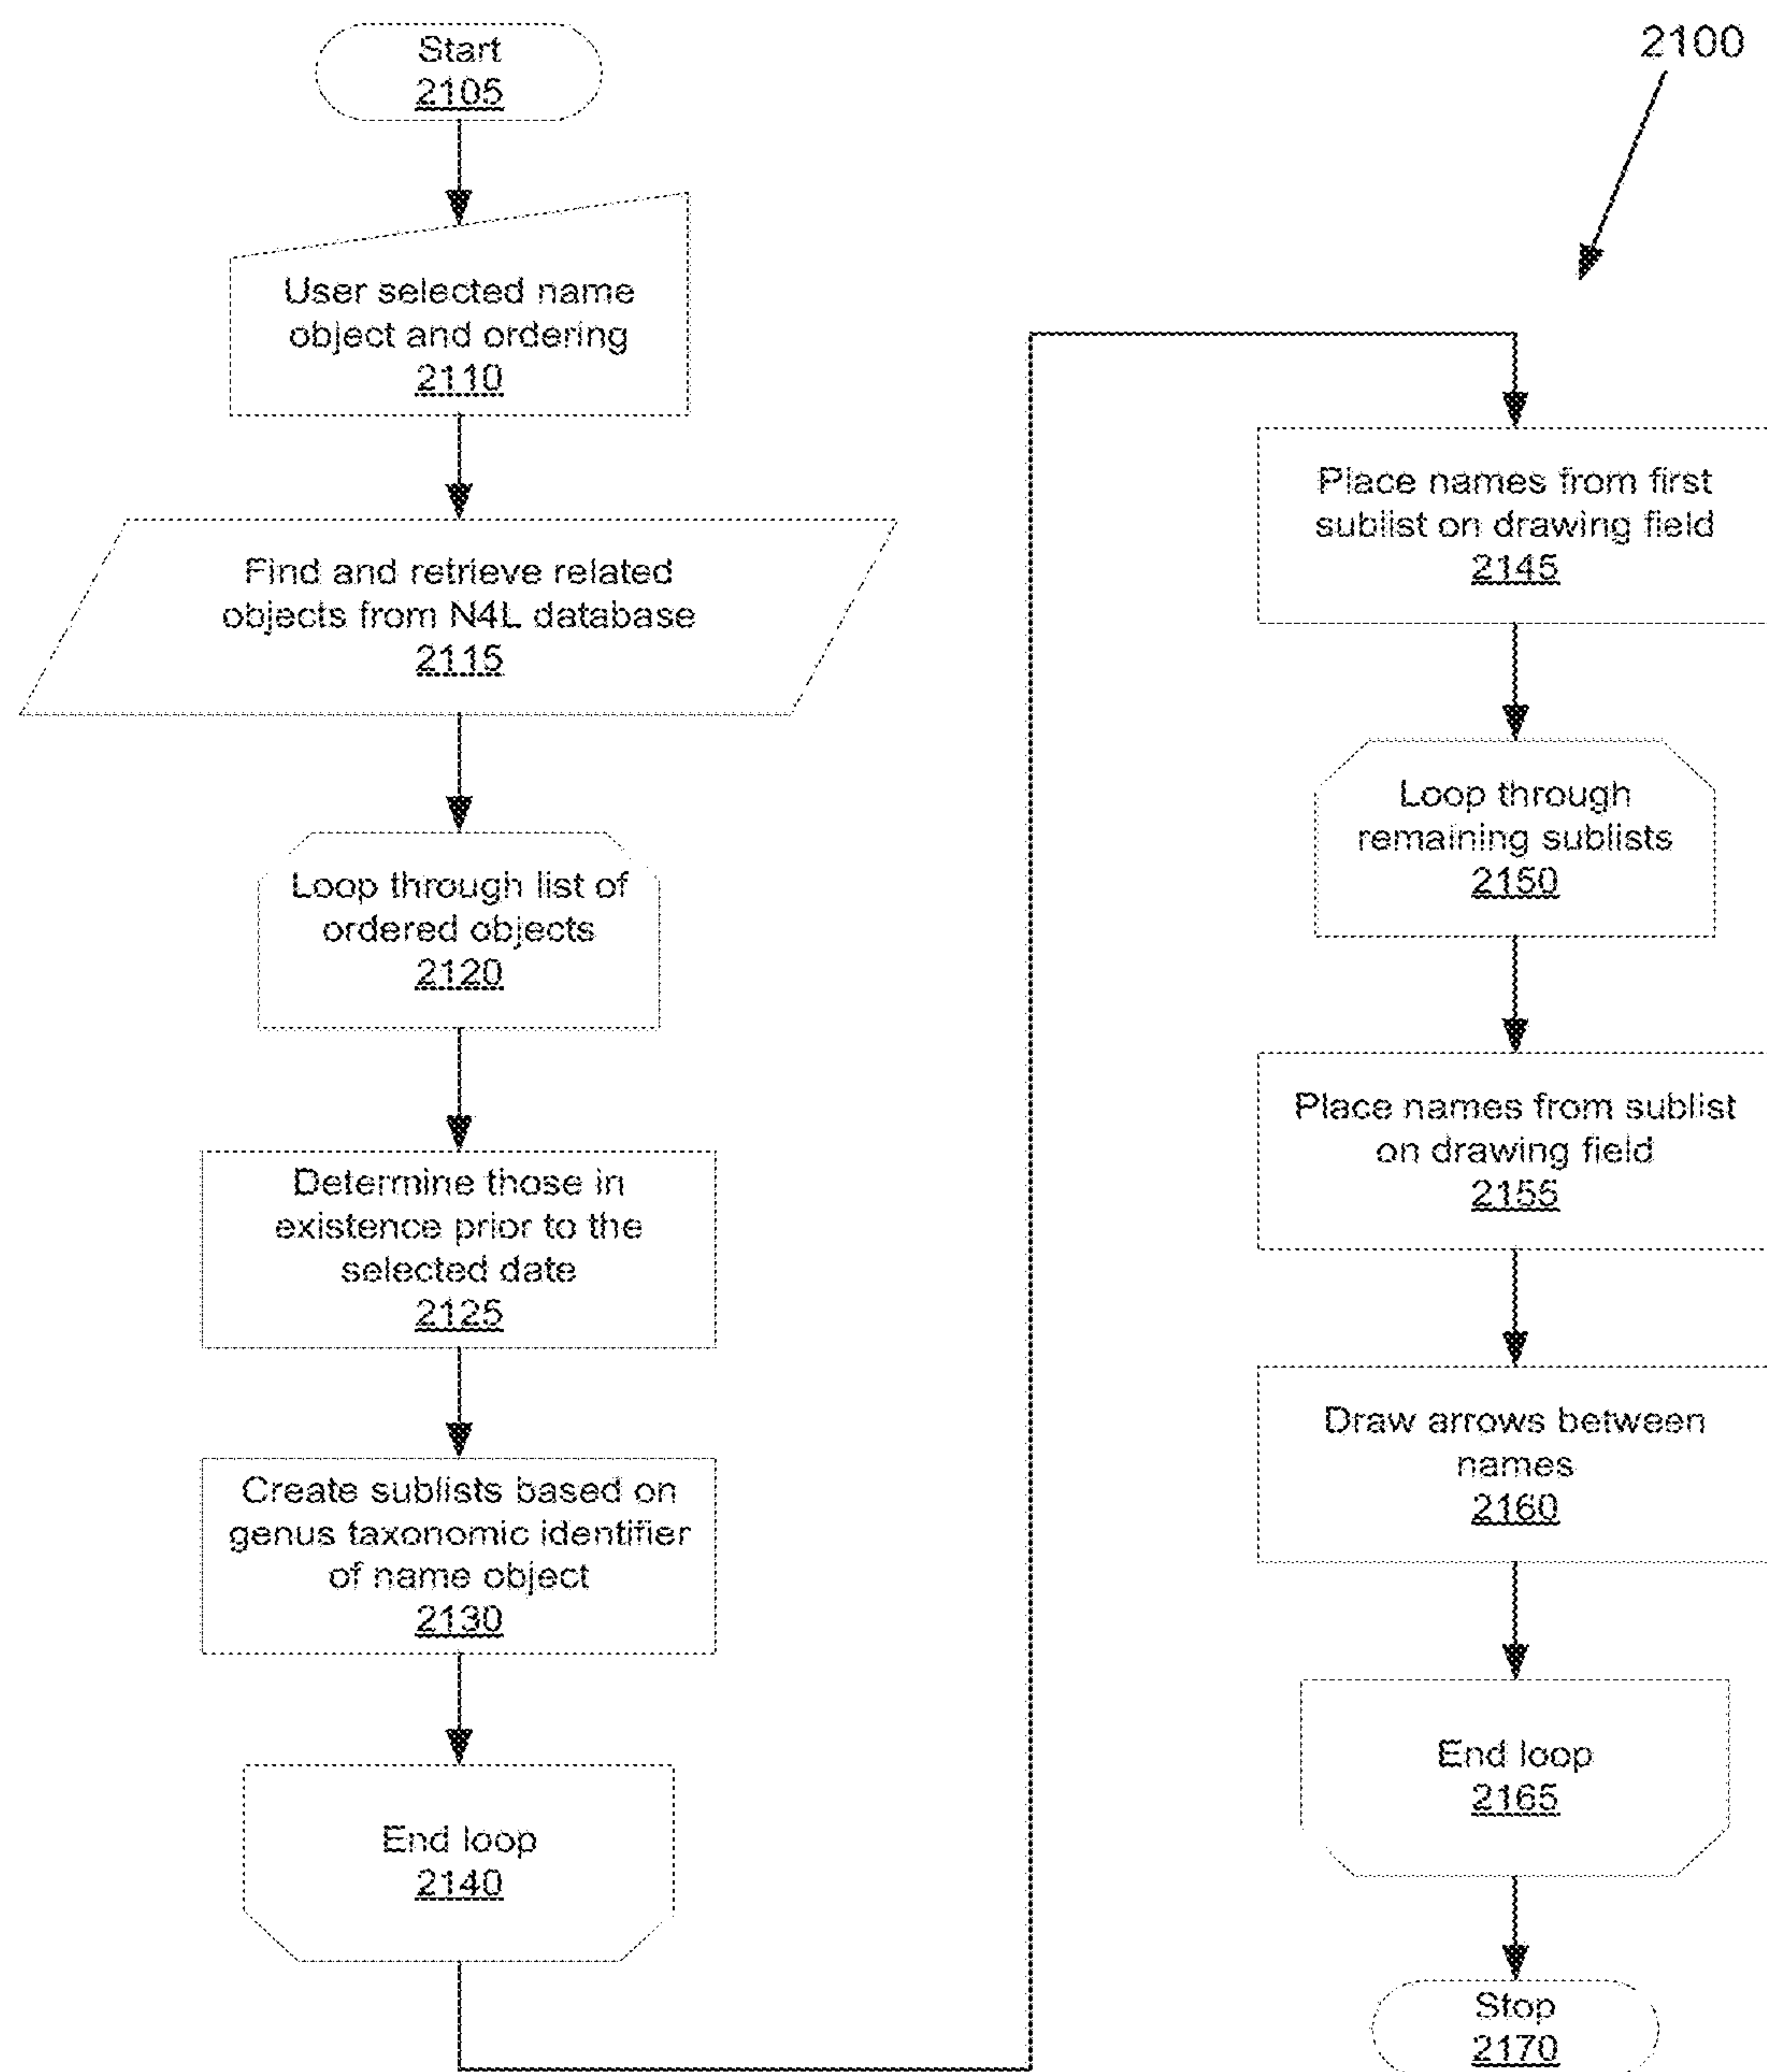 2100
Start
2105
User selected name
object and ordering
2110
Find and retrieve related
objects from N4L database
2115
Loop through list of
ordered objects
2120
Determine those in
existence prior to the
selected date
2125
Create sublists based on
genus taxonomic identifier
of name object
2130
End loop
2140
Place names from first
sublist on drawing field
2145
Loop through
remaining sublists
2150
Place names from sublist
on drawing field
2155
Draw arrows between
names
2160
End loop
2165
Stop
2170